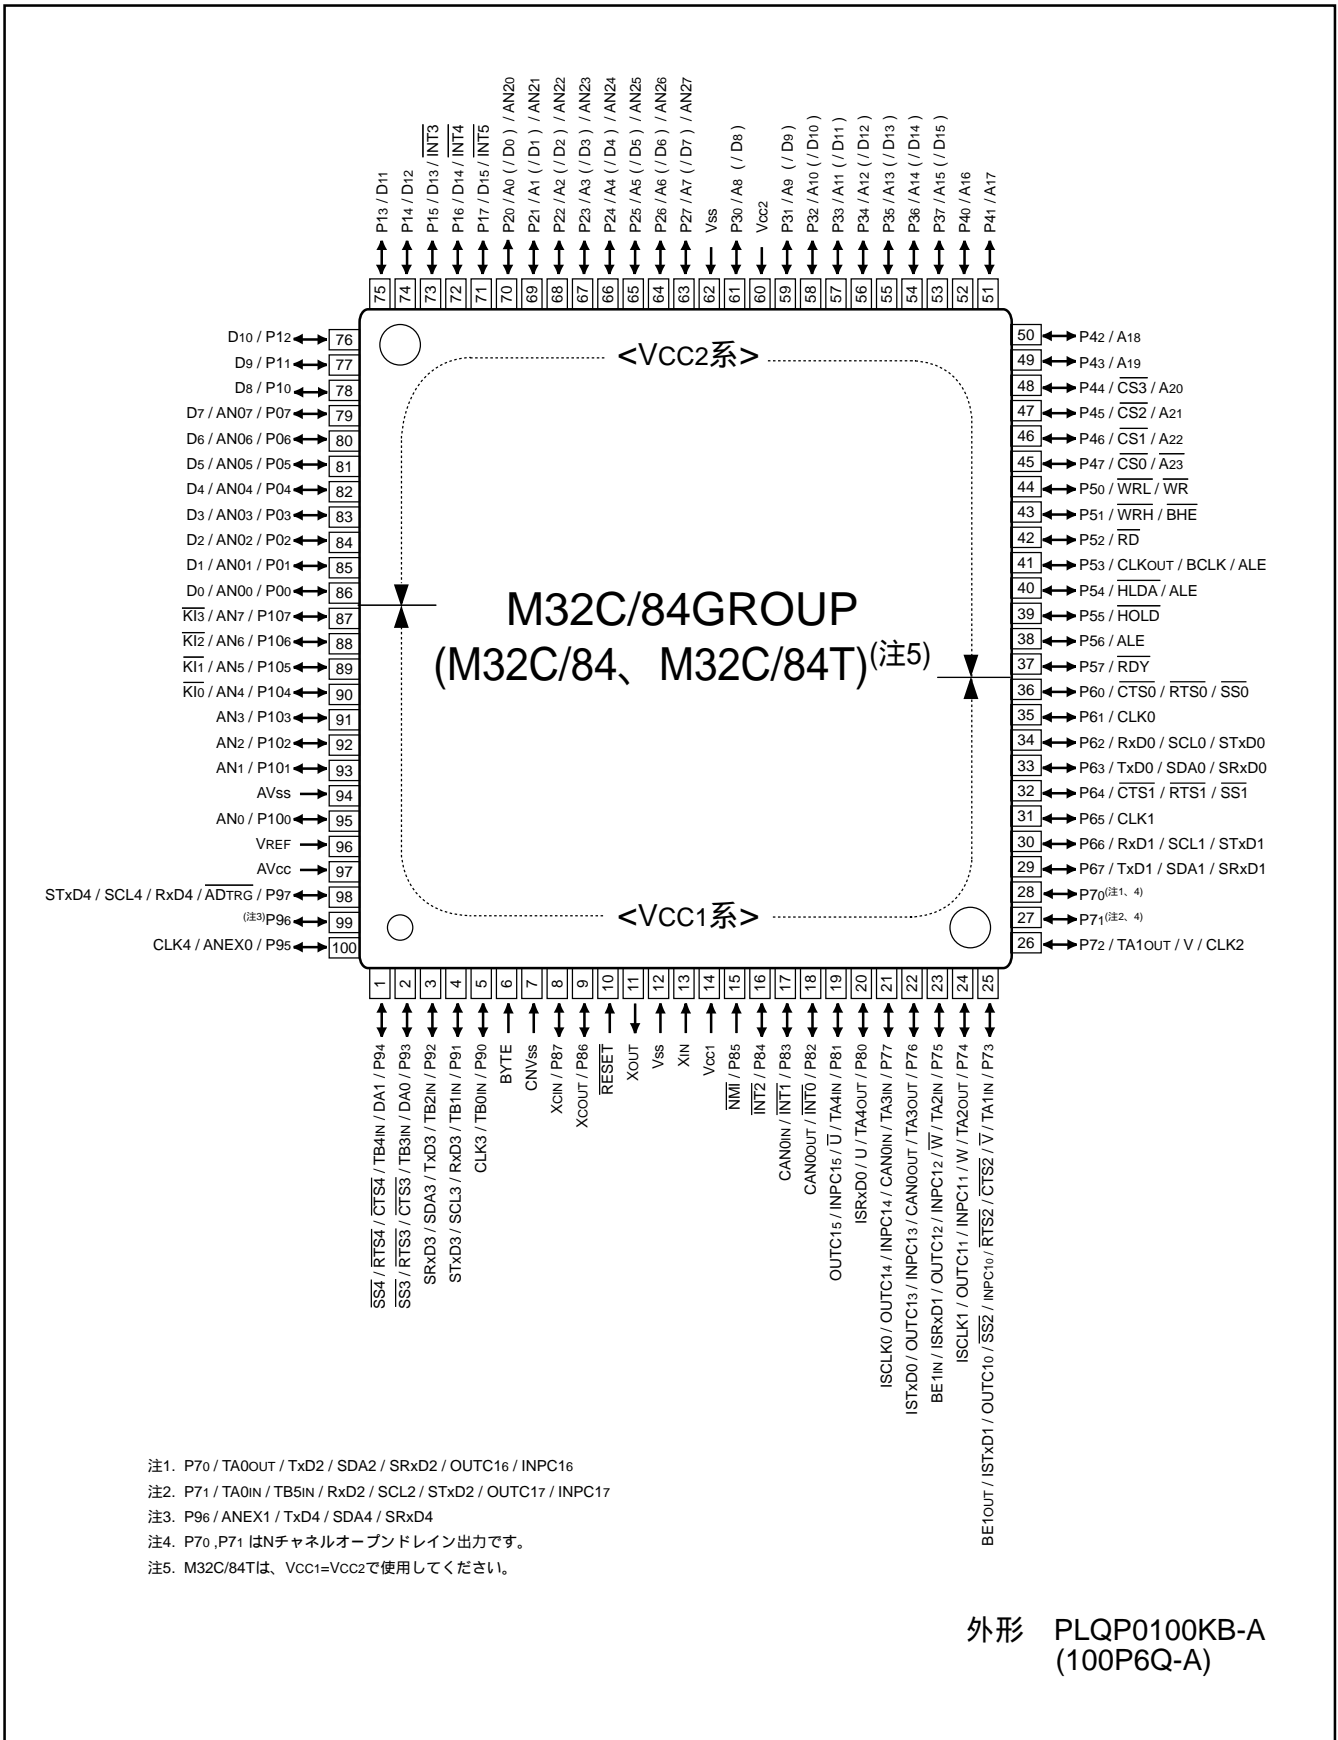 P13 / D11
P14 / D12
P15 / D13 / INT3
P16 / D14 / INT4
P17 / D15 / INT5
P20 / A0 ( / D0 ) / AN20
P21 / A1 ( / D1 ) / AN21
P22 / A2 ( / D2 ) / AN22
P23 / A3 ( / D3 ) / AN23
P24 / A4 ( / D4 ) / AN24
P25 / A5 ( / D5 ) / AN25
P26 / A6 ( / D6 ) / AN26
P27 / A7 ( / D7 ) / AN27
Vss
P30 / A8 ( / D8 )
Vcc2
P31 / A9 ( / D9 )
P32 / A10 ( / D10 )
P33 / A11 ( / D11 )
P34 / A12 ( / D12 )
P35 / A13 ( / D13 )
P36 / A14 ( / D14 )
P37 / A15 ( / D15 )
P40 / A16
P41 / A17
75 74 73 72 71 70 69 68 67 66 65 64 63 62 61 60 59 58 57 56 55 54 53 52 51
D10 / P12 76
D9 / P11 77
D8 / P10 78
D7 / AN07 / P07 79
D6 / AN06 / P06 80
D5 / AN05 / P05 81
D4 / AN04 / P04 82
D3 / AN03 / P03 83
D2 / AN02 / P02 84
D1 / AN01 / P01 85
D0 / AN00 / P00 86
KI3 / AN7 / P107 87
KI2 / AN6 / P106 88
KI1 / AN5 / P105 89
KI0 / AN4 / P104 90
AN3 / P103 91
AN2 / P102 92
AN1 / P101 93
AVss 94
AN0 / P100 95
VREF 96
AVcc 97
STxD4 / SCL4 / RxD4 / ADTRG / P97 98
(注3)P96 99
CLK4 / ANEX0 / P95 100
<VCC2系>
M32C/84GROUP
(M32C/84、M32C/84T)(注5)
<VCC1系>
50 P42 / A18
49 P43 / A19
48 P44 / CS3 / A20
47 P45 / CS2 / A21
46 P46 / CS1 / A22
45 P47 / CS0 / A23
44 P50 / WRL / WR
43 P51 / WRH / BHE
42 P52 / RD
41 P53 / CLKOUT / BCLK / ALE
40 P54 / HLDA / ALE
39 P55 / HOLD
38 P56 / ALE
37 P57 / RDY
36 P60 / CTS0 / RTS0 / SS0
35 P61 / CLK0
34 P62 / RxD0 / SCL0 / STxD0
33 P63 / TxD0 / SDA0 / SRxD0
32 P64 / CTS1 / RTS1 / SS1
31 P65 / CLK1
30 P66 / RxD1 / SCL1 / STxD1
29 P67 / TxD1 / SDA1 / SRxD1
28 P70(注1、4)
27 P71(注2、4)
26 P72 / TA1OUT / V / CLK2
1 2 3 4 5 6 7 8 9 10 11 12 13 14 15 16 17 18 19 20 21 22 23 24 25
SS4 / RTS4 / CTS4 / TB4IN / DA1 / P94
SS3 / RTS3 / CTS3 / TB3IN / DA0 / P93
SRxD3 / SDA3 / TxD3 / TB2IN / P92
STxD3 / SCL3 / RxD3 / TB1IN / P91
CLK3 / TB0IN / P90
BYTE
CNVss
XCIN / P87
XCOUT / P86
RESET
XOUT
Vss
XIN
Vcc1
NMI / P85
INT2 / P84
CAN0IN / INT1 / P83
CAN0OUT / INT0 / P82
OUTC15 / INPC15 / U / TA4IN / P81
ISRxD0 / U / TA4OUT / P80
ISCLK0 / OUTC14 / INPC14 / CAN0IN / TA3IN / P77
ISTxD0 / OUTC13 / INPC13 / CAN0OUT / TA3OUT / P76
BE1IN / ISRxD1 / OUTC12 / INPC12 / W / TA2IN / P75
ISCLK1 / OUTC11 / INPC11 / W / TA2OUT / P74
BE1OUT / ISTxD1 / OUTC10 / SS2 / INPC10 / RTS2 / CTS2 / V / TA1IN / P73
注1. P70 / TA0OUT / TxD2 / SDA2 / SRxD2 / OUTC16 / INPC16
注2. P71 / TA0IN / TB5IN / RxD2 / SCL2 / STxD2 / OUTC17 / INPC17
注3. P96 / ANEX1 / TxD4 / SDA4 / SRxD4
注4. P70 ,P71 はNチャネルオープンドレイン出力です。
注5. M32C/84Tは、VCC1=VCC2で使用してください。
外形 PLQP0100KB-A
(100P6Q-A)